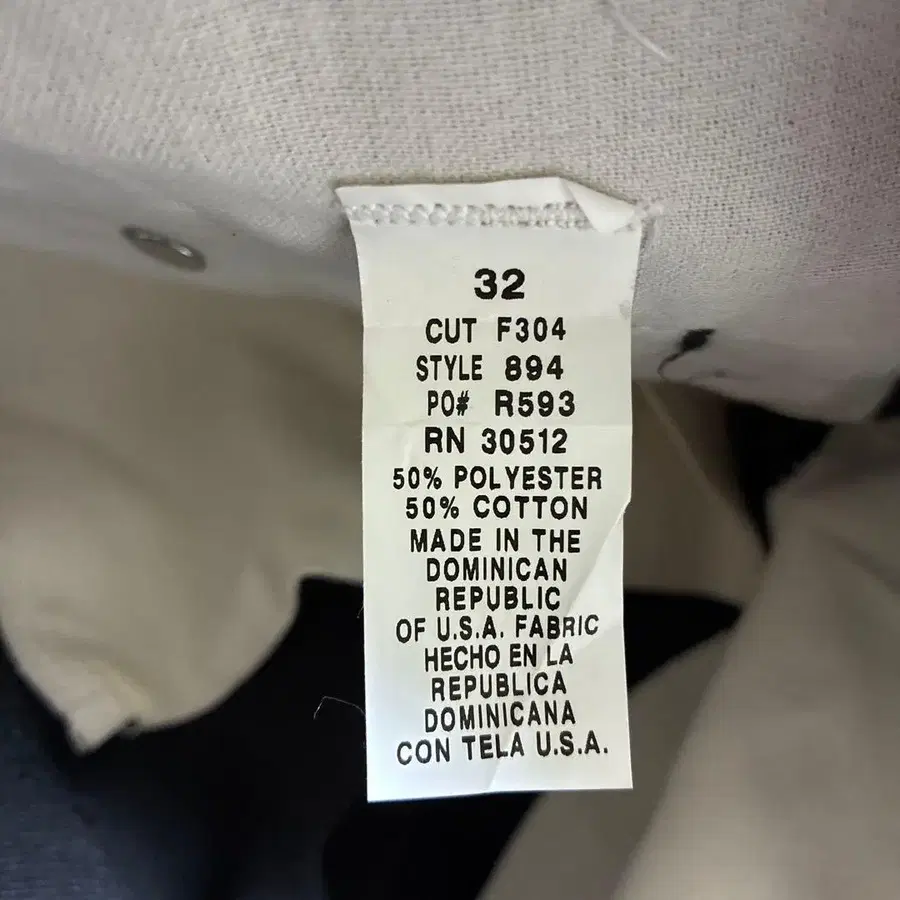 32
CUT F304
STYLE 894
PO# R593
RN 30512
50% POLYESTER
50% COTTON
MADE IN THE
DOMINICAN
REPUBLIC
OF U.S.A. FABRIC
HECHO EN LA
REPUBLICA
DOMINICANA
CON TELA U.S.A.